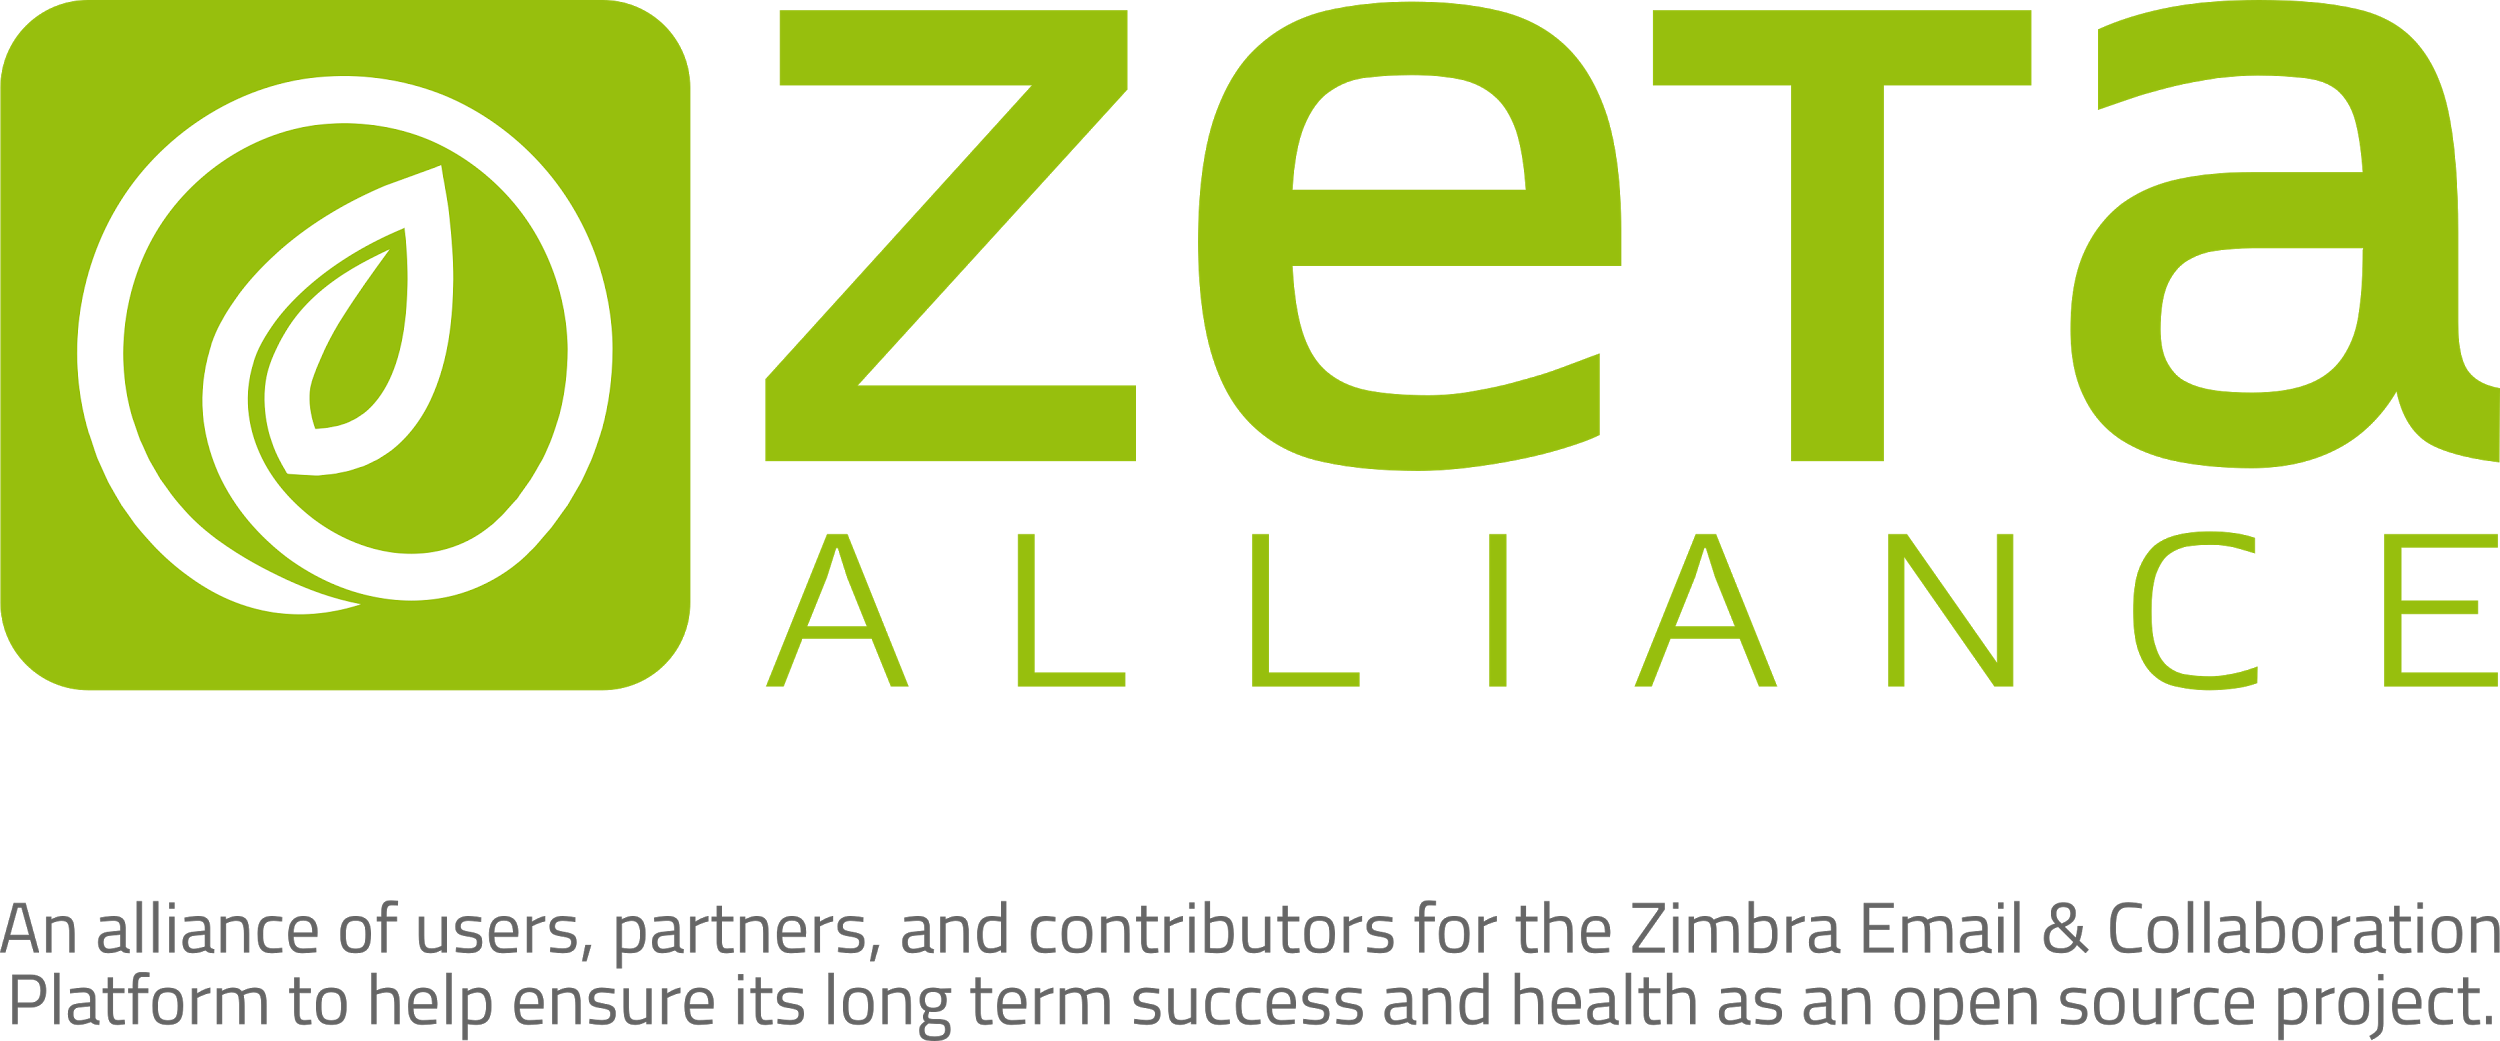 zeta
ALLIANCE
An alliance of users, partners, and contributors for the Zimbra Email & Collaboration
Platform to help ensure its long term success and health as an open source project.